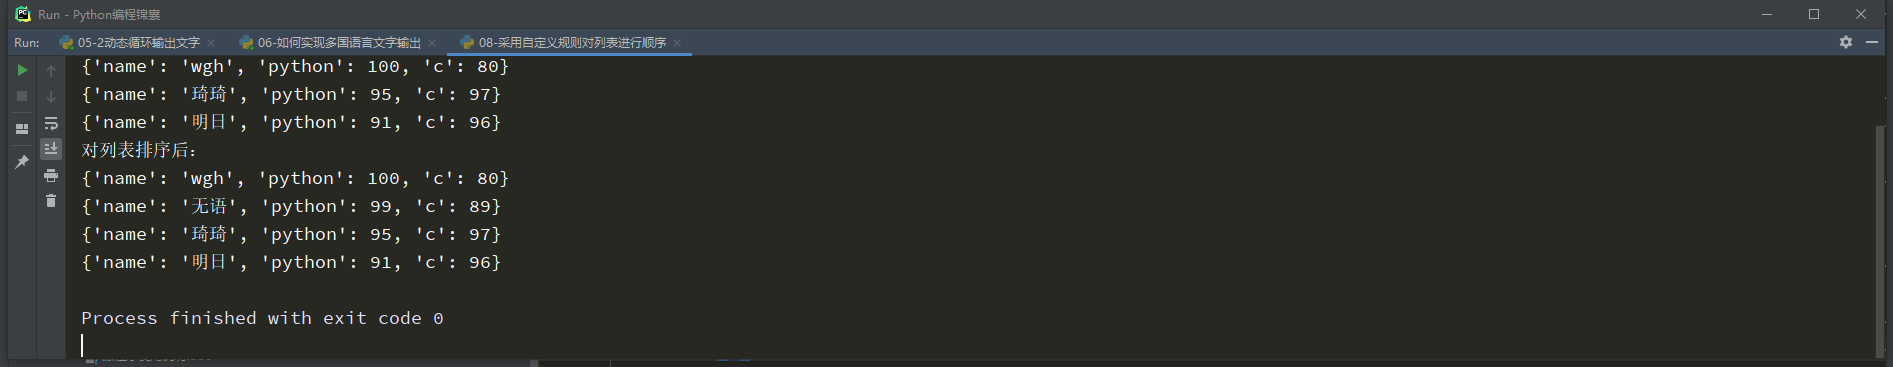 Run - Python编程锦囊
Run: 05-2动态循环输出文字 06-如何实现多国语言文字输出 08-采用自定义规则对列表进行顺序
{'name': 'wgh', 'python': 100, 'c': 80}
{'name': '琦琦', 'python': 95, 'c': 97}
{'name': '明日', 'python': 91, 'c': 96}
对列表排序后：
{'name': 'wgh', 'python': 100, 'c': 80}
{'name': '无语', 'python': 99, 'c': 89}
{'name': '琦琦', 'python': 95, 'c': 97}
{'name': '明日', 'python': 91, 'c': 96}
Process finished with exit code 0